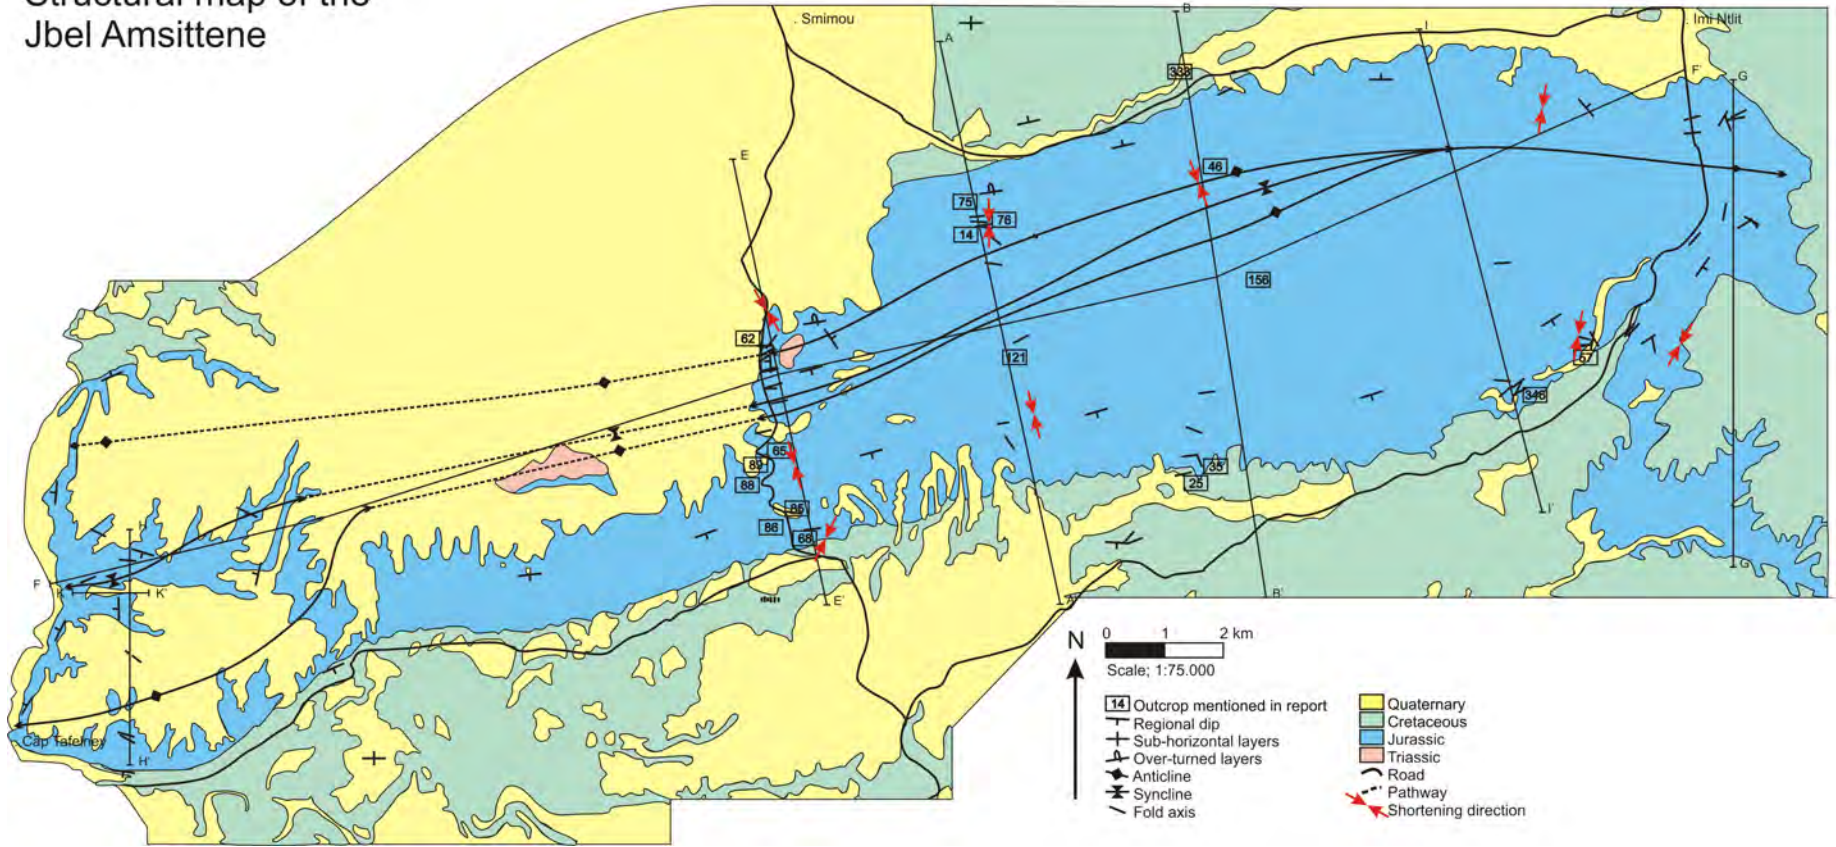 Structural map of the
Jbel Amsittene
. Smimou
B
I
. Imi Ntlit
A
333
F'
G
E
46
75
76
14
156
62
121
57
346
65
89
88
35
25
85
86
68
I'
H
F
K
K'
G'
E'
A'
B'
N
0 1 2 km
Scale; 1:75.000
14 Outcrop mentioned in report
Regional dip
Sub-horizontal layers
Over-turned layers
Anticline
Syncline
Fold axis
Quaternary
Cretaceous
Jurassic
Triassic
Road
Pathway
Shortening direction
. Cap Tafelney
H'